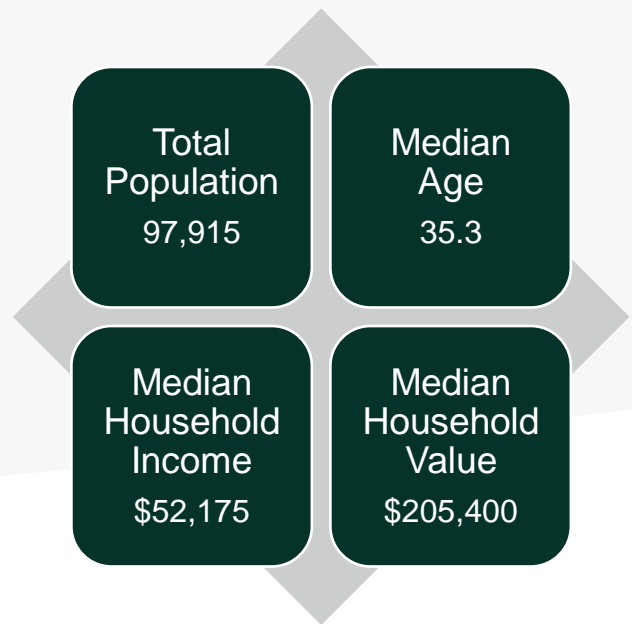 Total
Population
97,915
Median
Age
35.3
Median
Household
Income
$52,175
Median
Household
Value
$205,400